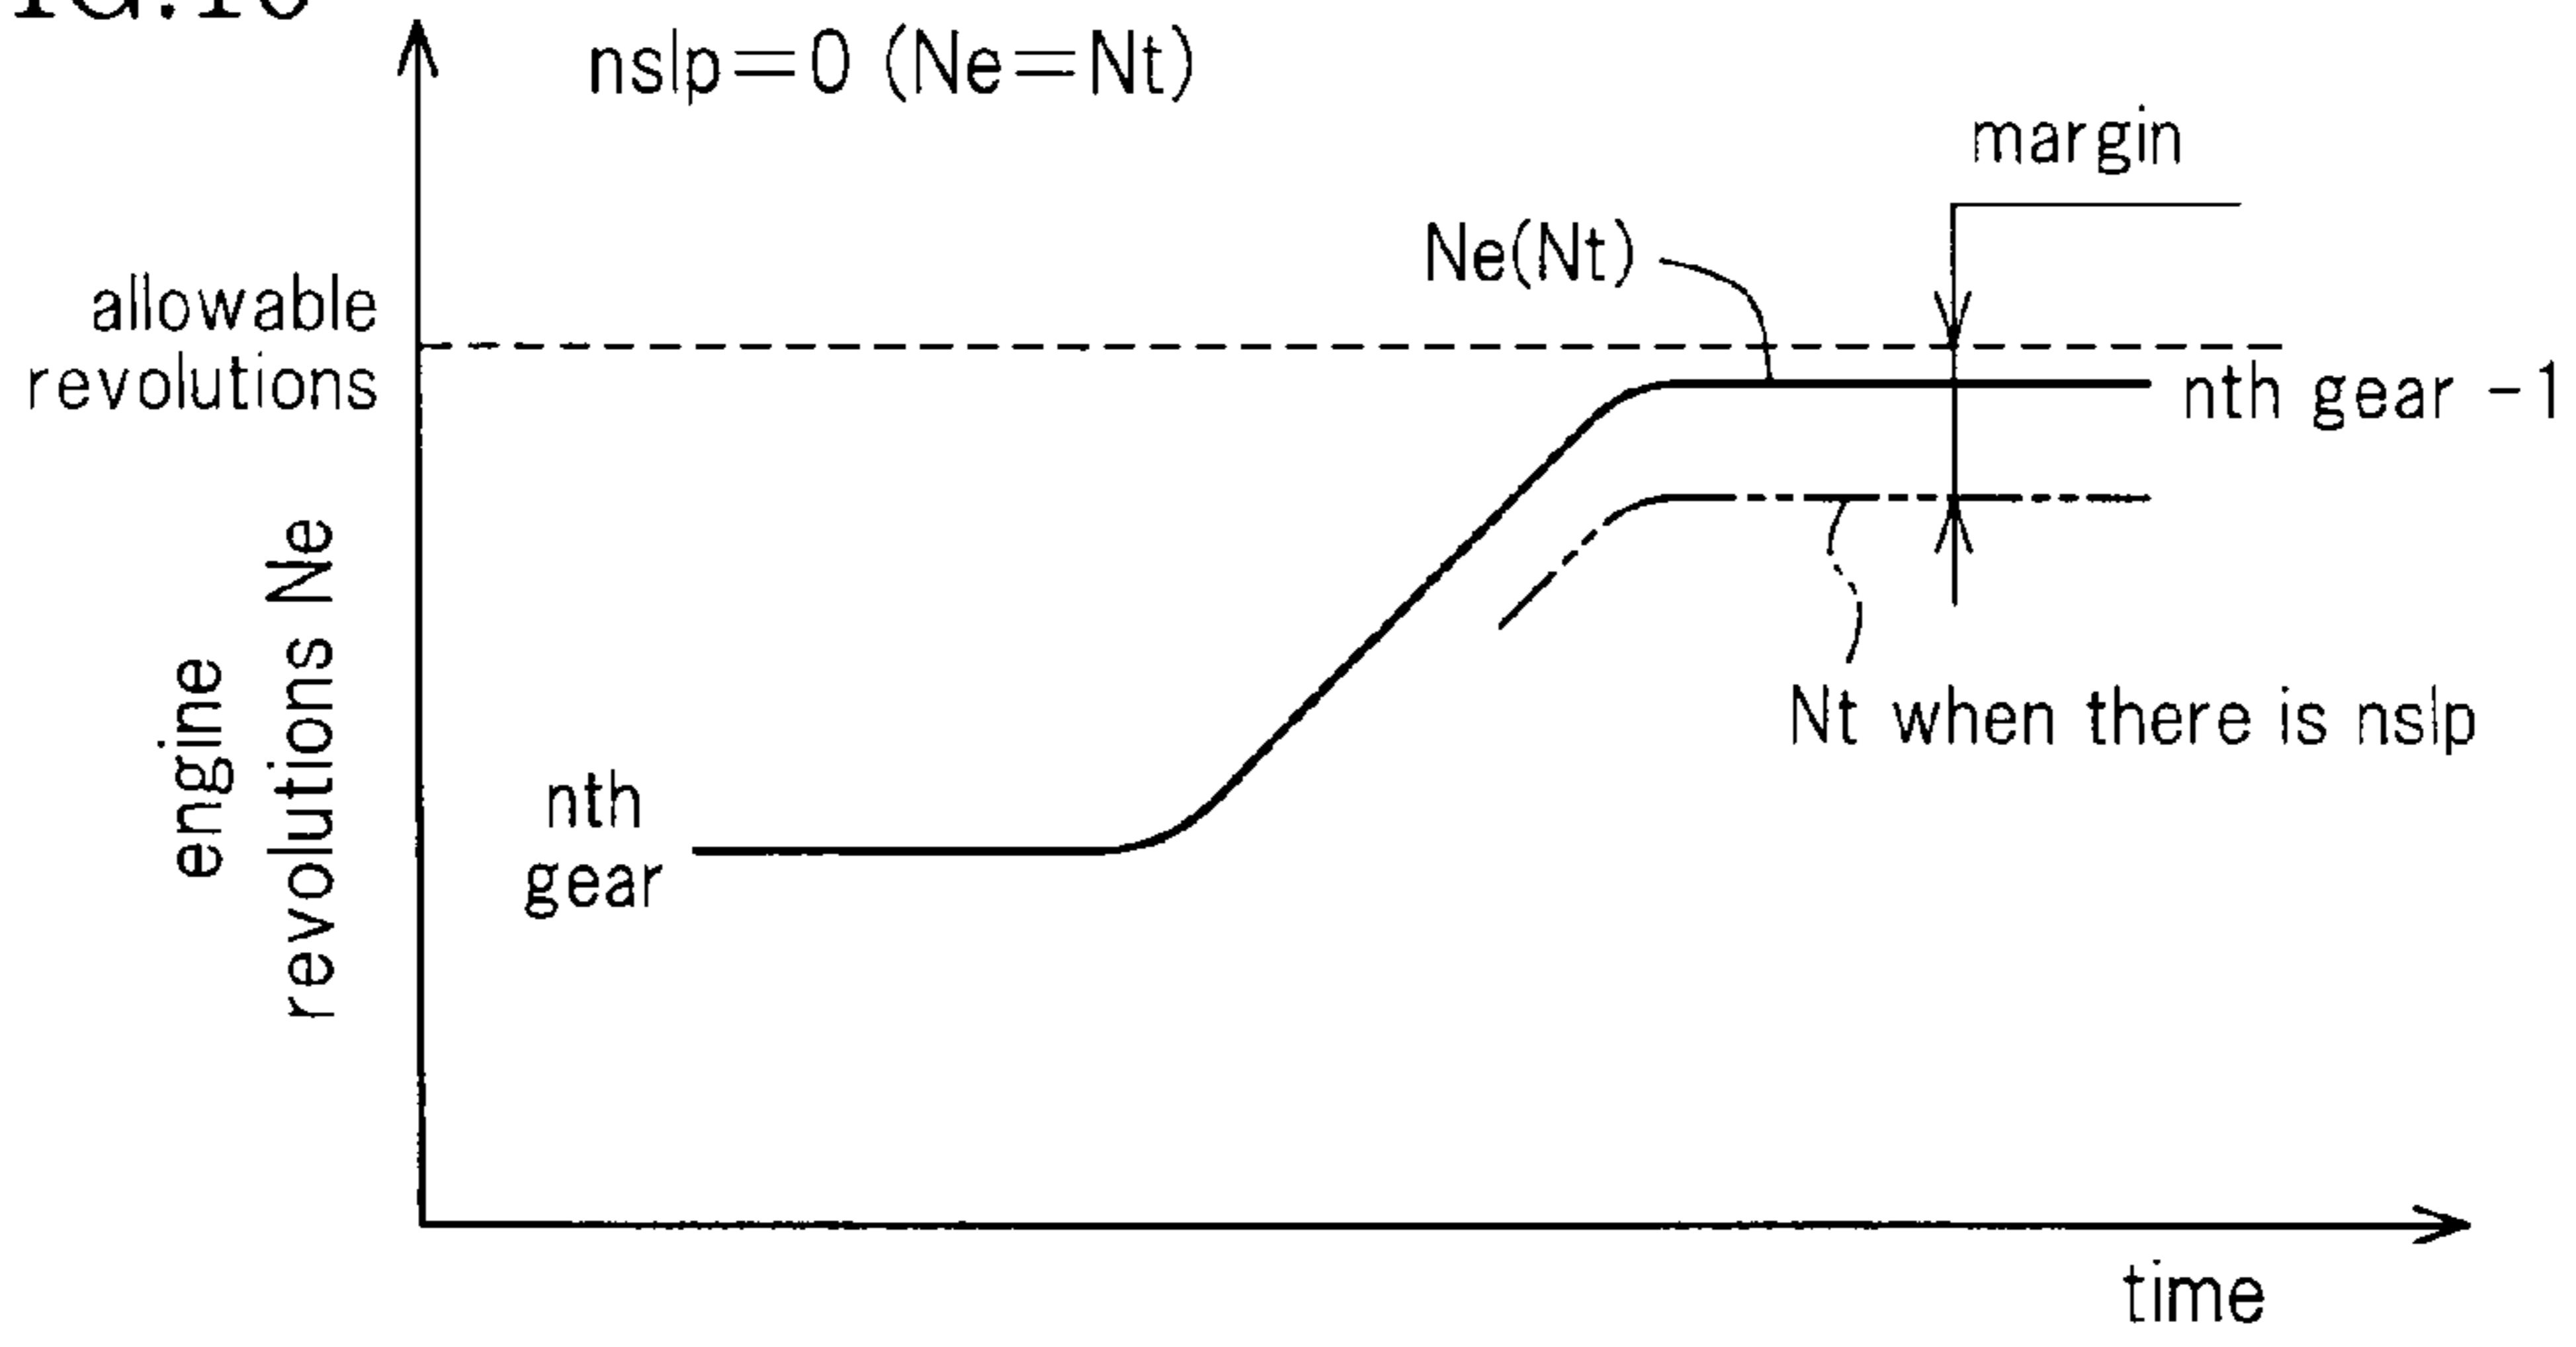 nslp=0 (Ne=Nt)
margin
Ne(Nt)
allowable
revolutions
nth gear -1
engine
revolutions Ne
Nt when there is nslp
nth
gear
time